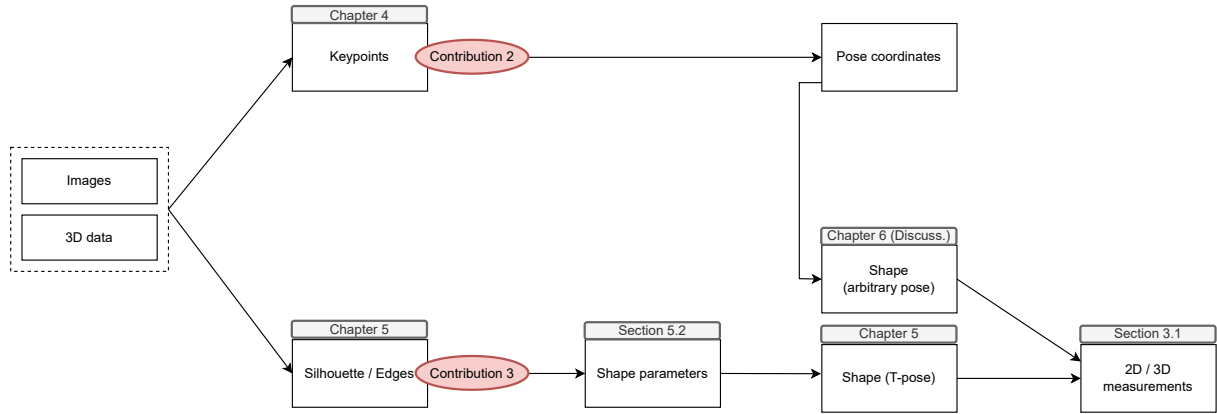 Chapter 4
Keypoints
Contribution 2
Pose coordinates
Images
3D data
Chapter 6 (Discuss.)
Shape
(arbitrary pose)
Chapter 5
Silhouette / Edges
Contribution 3
Section 5.2
Shape parameters
Chapter 5
Shape (T-pose)
Section 3.1
2D / 3D
measurements